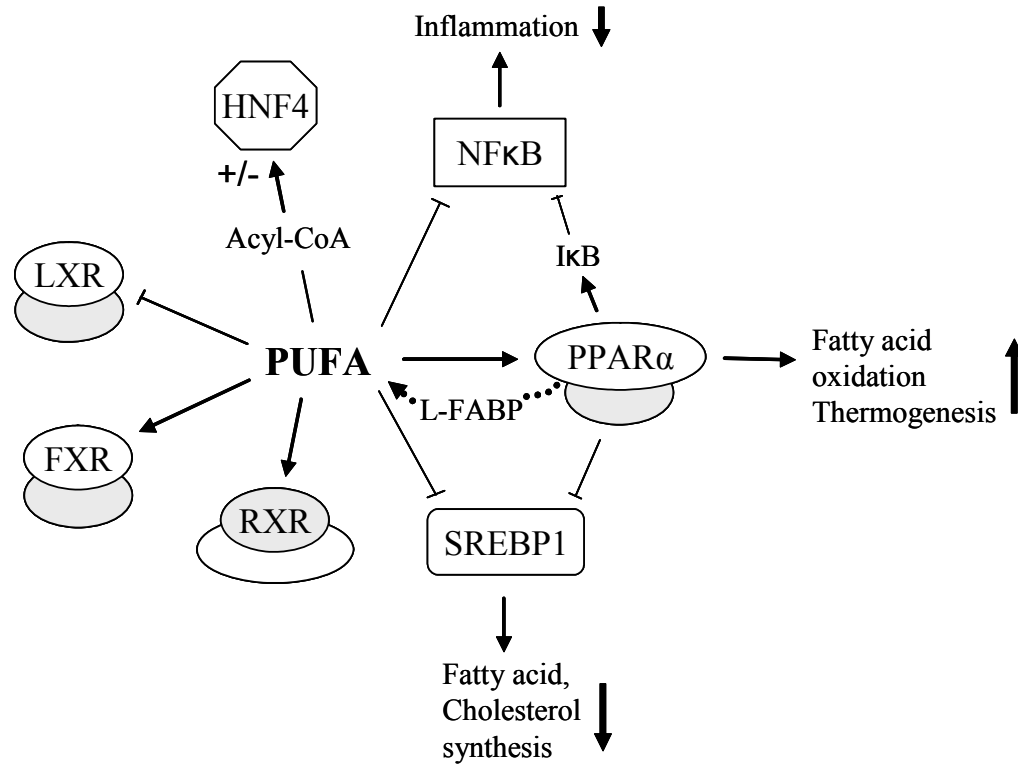 Inflammation
HNF4
NFκB
+/-
Acyl-CoA
IκB
LXR
PUFA
PPARα
Fatty acid
oxidation
Thermogenesis
L-FABP
FXR
RXR
SREBP1
Fatty acid,
Cholesterol
synthesis